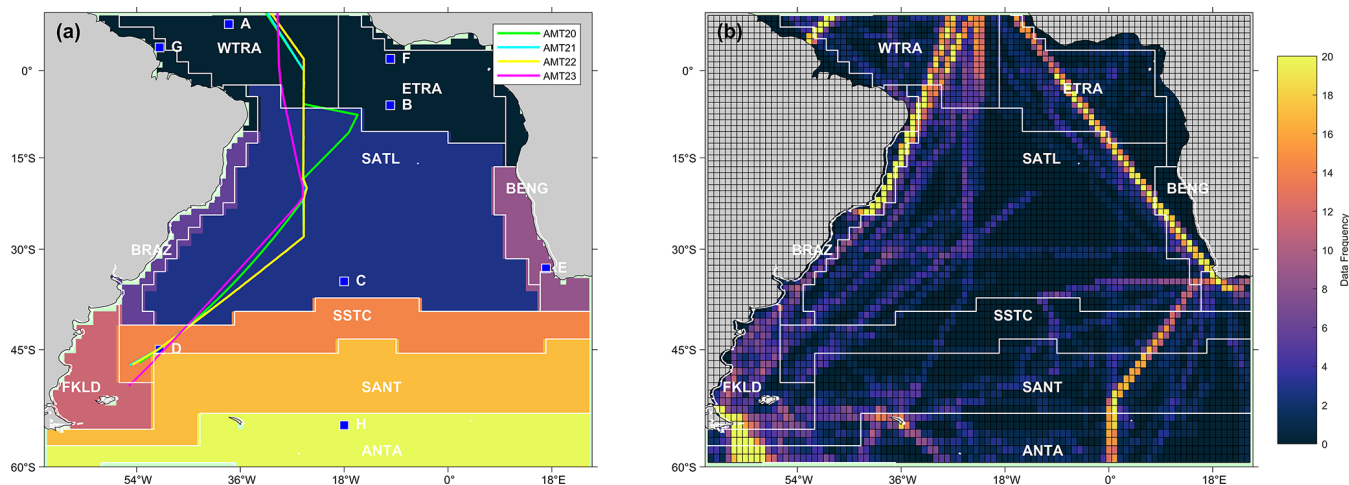 (a)
A
G
WTRA
F
ETRA
B
SATL
BENG
BRAZ
E
C
SSTC
D
FKLD
SANT
H
ANTA
AMT20
AMT21
AMT22
AMT23
0°
15°S
30°S
45°S
60°S
54°W
36°W
18°W
0°
18°E
(b)
WTRA
ETRA
SATL
BENG
BRAZ
SSTC
FKLD
SANT
ANTA
0°
15°S
30°S
45°S
60°S
54°W
36°W
18°W
0°
18°E
20
18
16
14
12
10
8
6
4
2
0
Data Frequency